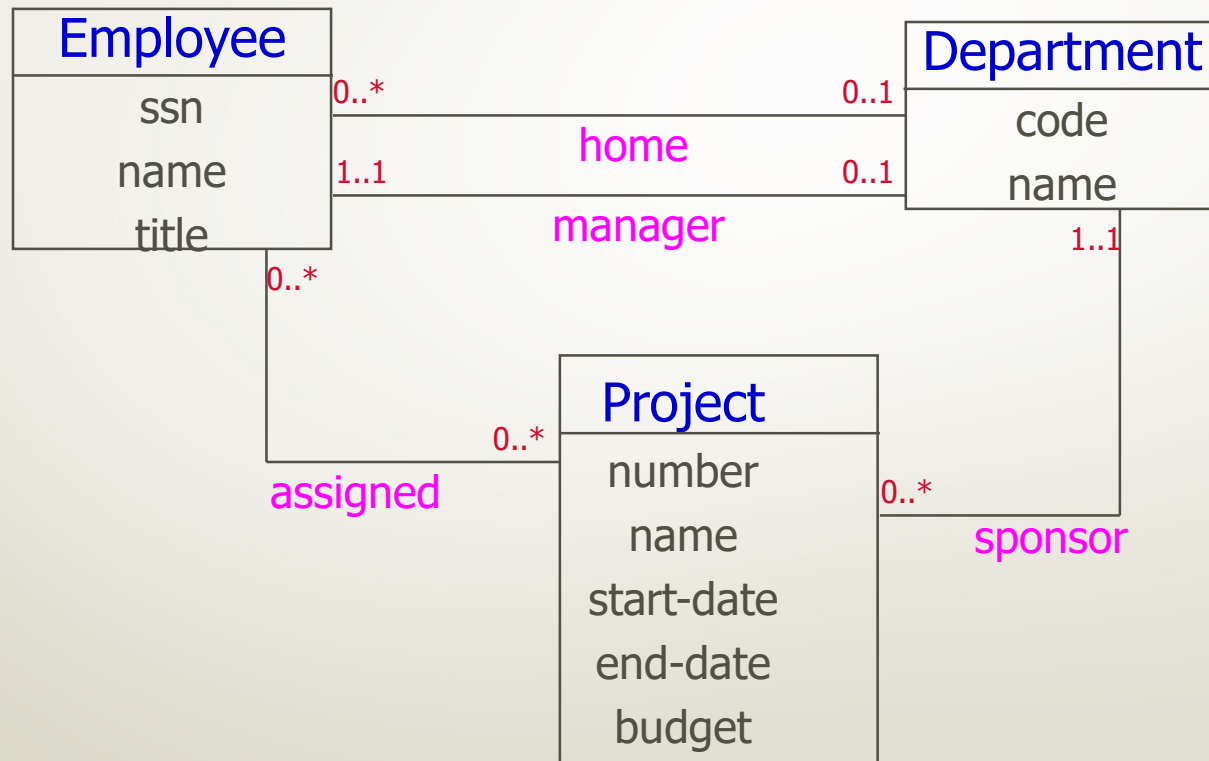 Employee
ssn
name
title
Department
code
name
0..*
0..1
home
1..1
0..1
manager
0..*
1..1
0..*
assigned
Project
number
name
start-date
end-date
budget
0..*
sponsor